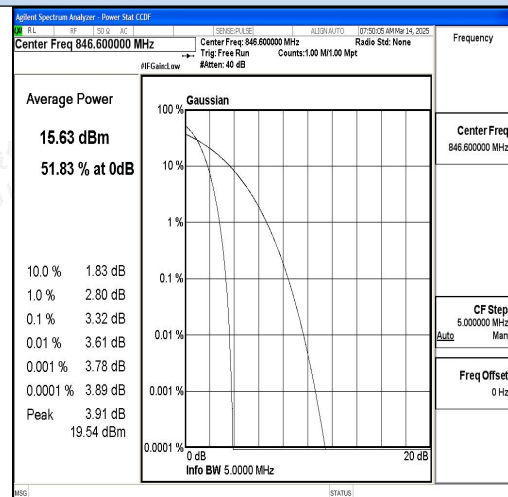 Agilent Spectrum Analyzer - Power Stat CCDF
RL RF 50 Ω AC SENSE:PULSE ALIGN AUTO 07:50:05 AM Mar 14, 2025
Center Freq 846.600000 MHz
Center Freq: 846.600000 MHz Radio Std: None
Trig: Free Run Counts:1.00 M/1.00 Mpt
#IFGain:Low #Atten: 40 dB
Frequency
Average Power
15.63 dBm
51.83 % at 0dB
10.0 % 1.83 dB
1.0 % 2.80 dB
0.1 % 3.32 dB
0.01 % 3.61 dB
0.001 % 3.78 dB
0.0001 % 3.89 dB
Peak 3.91 dB
19.54 dBm
Gaussian
100 %
10 %
1 %
0.1 %
0.01 %
0.001 %
0.0001 %
0 dB 20 dB
Info BW 5.0000 MHz
Center Freq
846.600000 MHz
CF Step
5.000000 MHz
Auto Man
Freq Offset
0 Hz
MSG STATUS